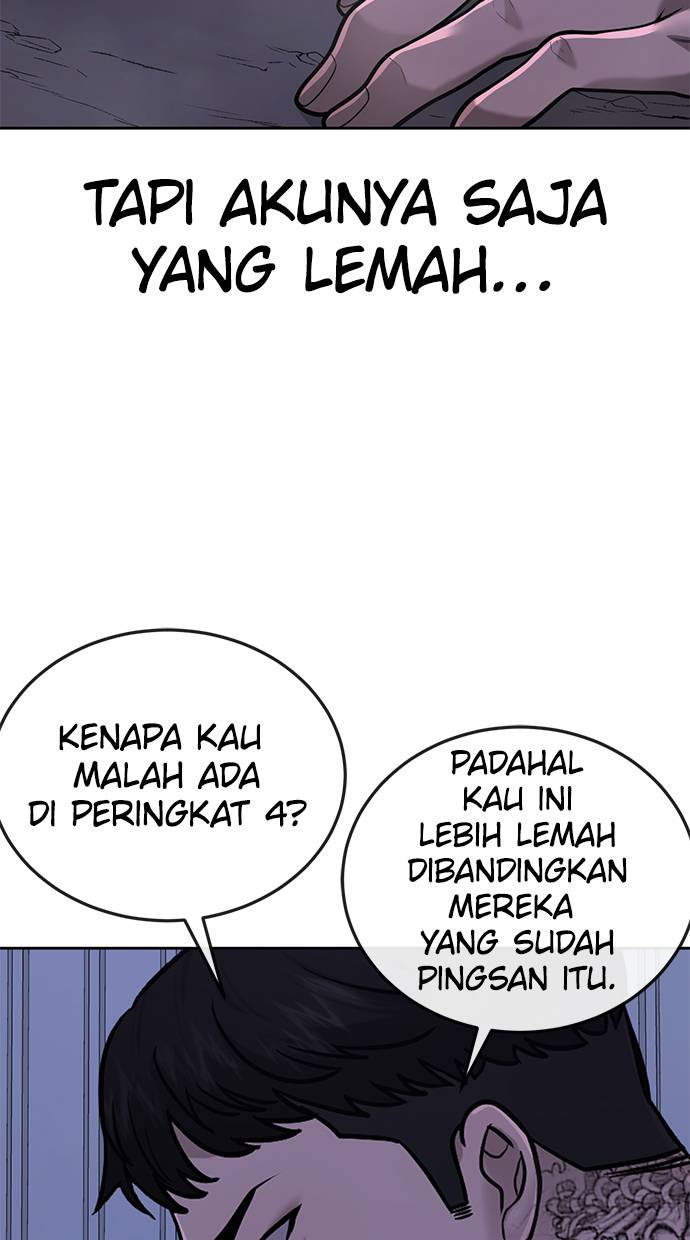 TAPI AKUNYA SAJA
YANG LEMAH...
KENAPA KAU
MALAH ADA
DI PERINGKAT 4?
PADAHAL
KAU INI
LEBIH LEMAH
DIBANDINGKAN
MEREKA
YANG SUDAH
PINGSAN ITU.